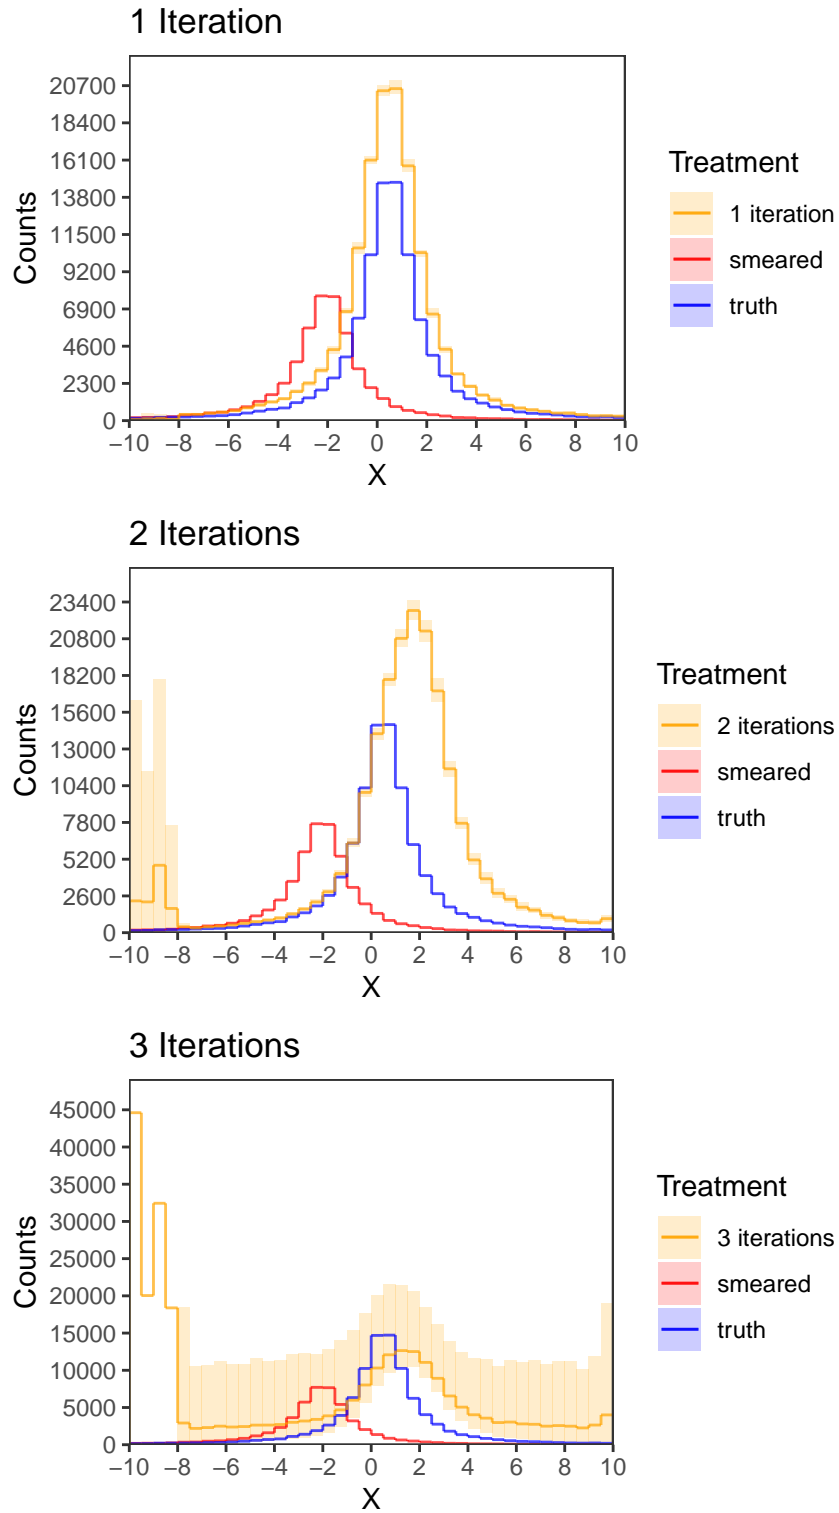 1 Iteration
Counts
20700
18400
16100
13800
11500
9200
6900
4600
2300
0
−10 −8 −6 −4 −2 0 2 4 6 8 10
X
Treatment
1 iteration
smeared
truth
2 Iterations
Counts
23400
20800
18200
15600
13000
10400
7800
5200
2600
0
−10 −8 −6 −4 −2 0 2 4 6 8 10
X
Treatment
2 iterations
smeared
truth
3 Iterations
Counts
45000
40000
35000
30000
25000
20000
15000
10000
5000
0
−10 −8 −6 −4 −2 0 2 4 6 8 10
X
Treatment
3 iterations
smeared
truth